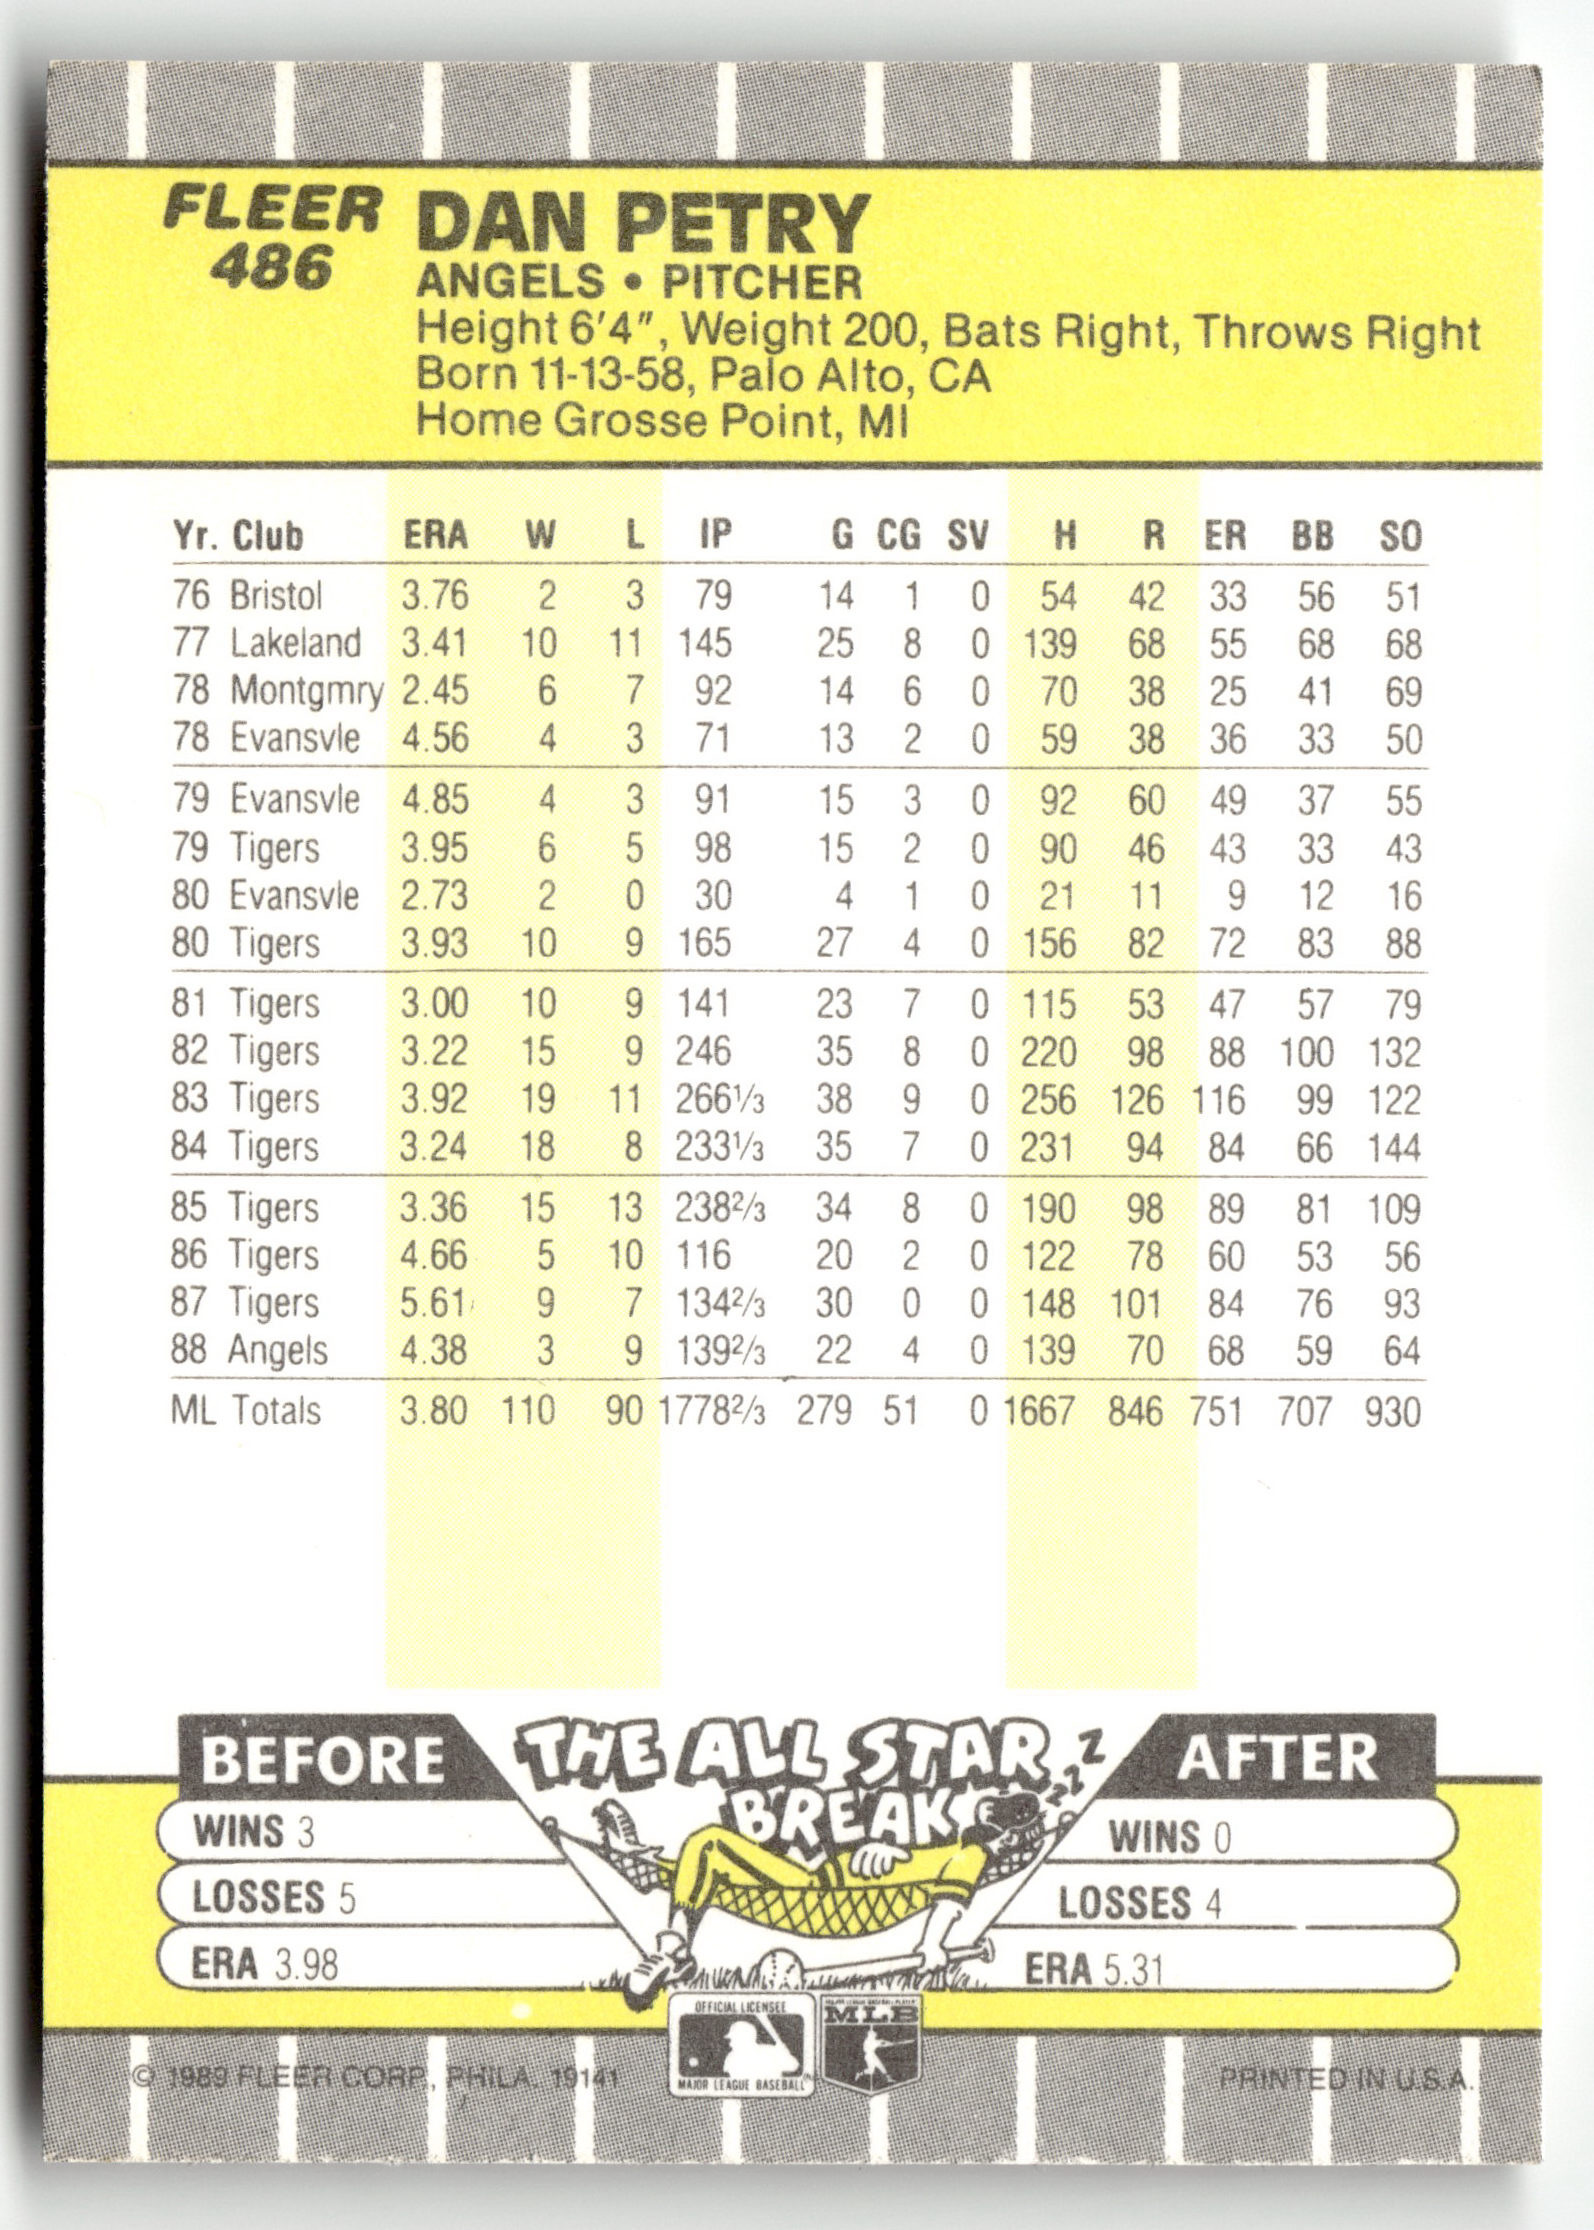 FLEER
486
DAN PETRY
ANGELS • PITCHER
Height 6'4", Weight 200, Bats Right, Throws Right
Born 11-13-58, Palo Alto, CA
Home Grosse Point, MI
Yr. Club ERA W L IP G CG SV H R ER BB SO
76 Bristol 3.76 2 3 79 14 1 0 54 42 33 56 51
77 Lakeland 3.41 10 11 145 25 8 0 139 68 55 68 68
78 Montgmry 2.45 6 7 92 14 6 0 70 38 25 41 69
78 Evansvle 4.56 4 3 71 13 2 0 59 38 36 33 50
79 Evansvle 4.85 4 3 91 15 3 0 92 60 49 37 55
79 Tigers 3.95 6 5 98 15 2 0 90 46 43 33 43
80 Evansvle 2.73 2 0 30 4 1 0 21 11 9 12 16
80 Tigers 3.93 10 9 165 27 4 0 156 82 72 83 88
81 Tigers 3.00 10 9 141 23 7 0 115 53 47 57 79
82 Tigers 3.22 15 9 246 35 8 0 220 98 88 100 132
83 Tigers 3.92 19 11 266⅓ 38 9 0 256 126 116 99 122
84 Tigers 3.24 18 8 233⅓ 35 7 0 231 94 84 66 144
85 Tigers 3.36 15 13 238⅔ 34 8 0 190 98 89 81 109
86 Tigers 4.66 5 10 116 20 2 0 122 78 60 53 56
87 Tigers 5.61 9 7 134⅔ 30 0 0 148 101 84 76 93
88 Angels 4.38 3 9 139⅔ 22 4 0 139 70 68 59 64
ML Totals 3.80 110 90 1778⅔ 279 51 0 1667 846 751 707 930
BEFORE
THE ALL STAR
BREAK
ZZZZ
AFTER
WINS 3
WINS 0
LOSSES 5
LOSSES 4
ERA 3.98
ERA 5.31
OFFICIAL LICENSEE
MAJOR LEAGUE BASEBALL
MAJOR LEAGUE BASEBALL PLAYERS
MLB
© 1989 FLEER CORP., PHILA. 19141
PRINTED IN U.S.A.